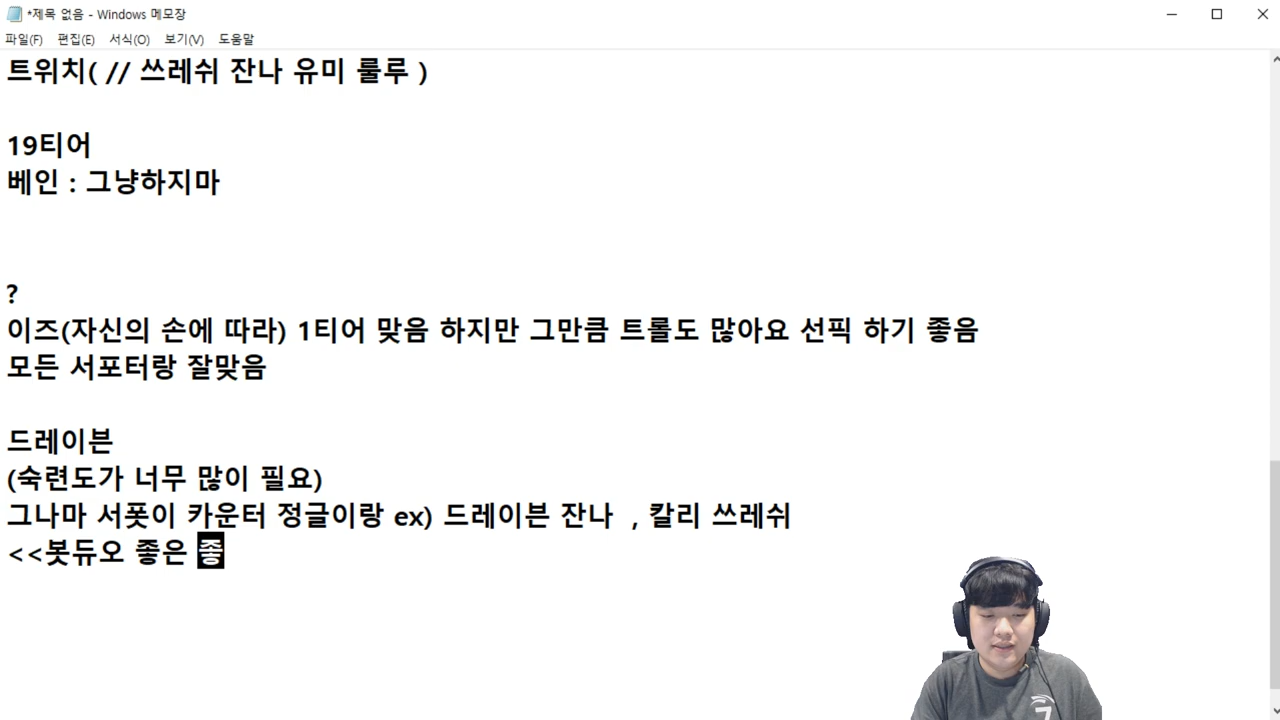 *제목 없음 - Windows 메모장
파일(F) 편집(E) 서식(O) 보기(V) 도움말
트위치( // 쓰레쉬 잔나 유미 룰루 )
19티어
베인 : 그냥하지마
?
이즈(자신의 손에 따라) 1티어 맞음 하지만 그만큼 트롤도 많아요 선픽 하기 좋음
모든 서포터랑 잘맞음
드레이븐
(숙련도가 너무 많이 필요)
그나마 서폿이 카운터 정글이랑 ex) 드레이븐 잔나 , 칼리 쓰레쉬
<<봇듀오 좋은 좋
7